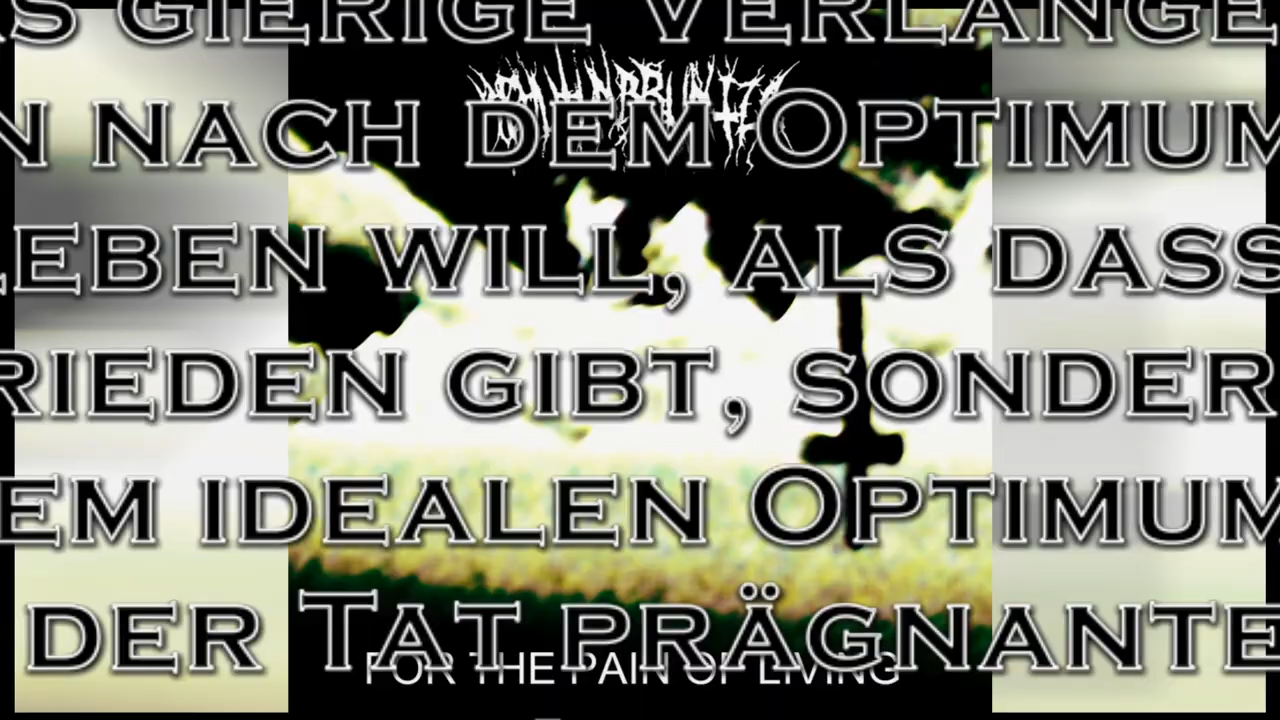 S GIERIGE VERLANGE
N NACH DEM OPTIMUM
LEBEN WILL, ALS DASS
RIEDEN GIBT, SONDER
EM IDEALEN OPTIMUM
DER TAT PRÄGNANTE
FOR THE PAIN OF LIVING